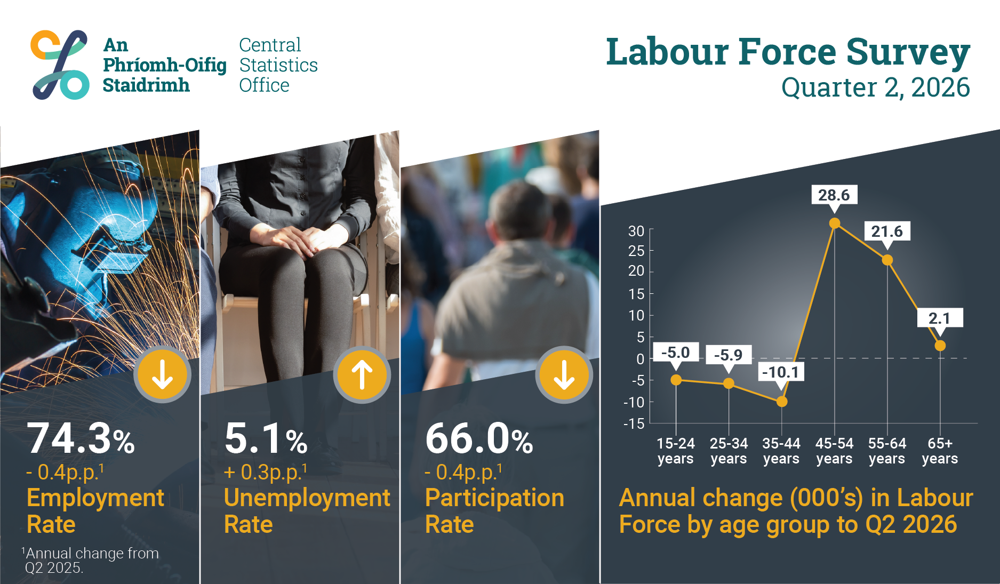 An
Phríomh-Oifig
Staidrimh
Central
Statistics
Office
Labour Force Survey
Quarter 2, 2026
74.3%
- 0.4p.p.¹
Employment
Rate
¹Annual change from
Q2 2025.
5.1%
+ 0.3p.p.¹
Unemployment
Rate
66.0%
- 0.4p.p.¹
Participation
Rate
30
25
20
15
10
5
0
-5
-10
-15
-5.0
-5.9
-10.1
28.6
21.6
2.1
15-24
years
25-34
years
35-44
years
45-54
years
55-64
years
65+
years
Annual change (000’s) in Labour
Force by age group to Q2 2026